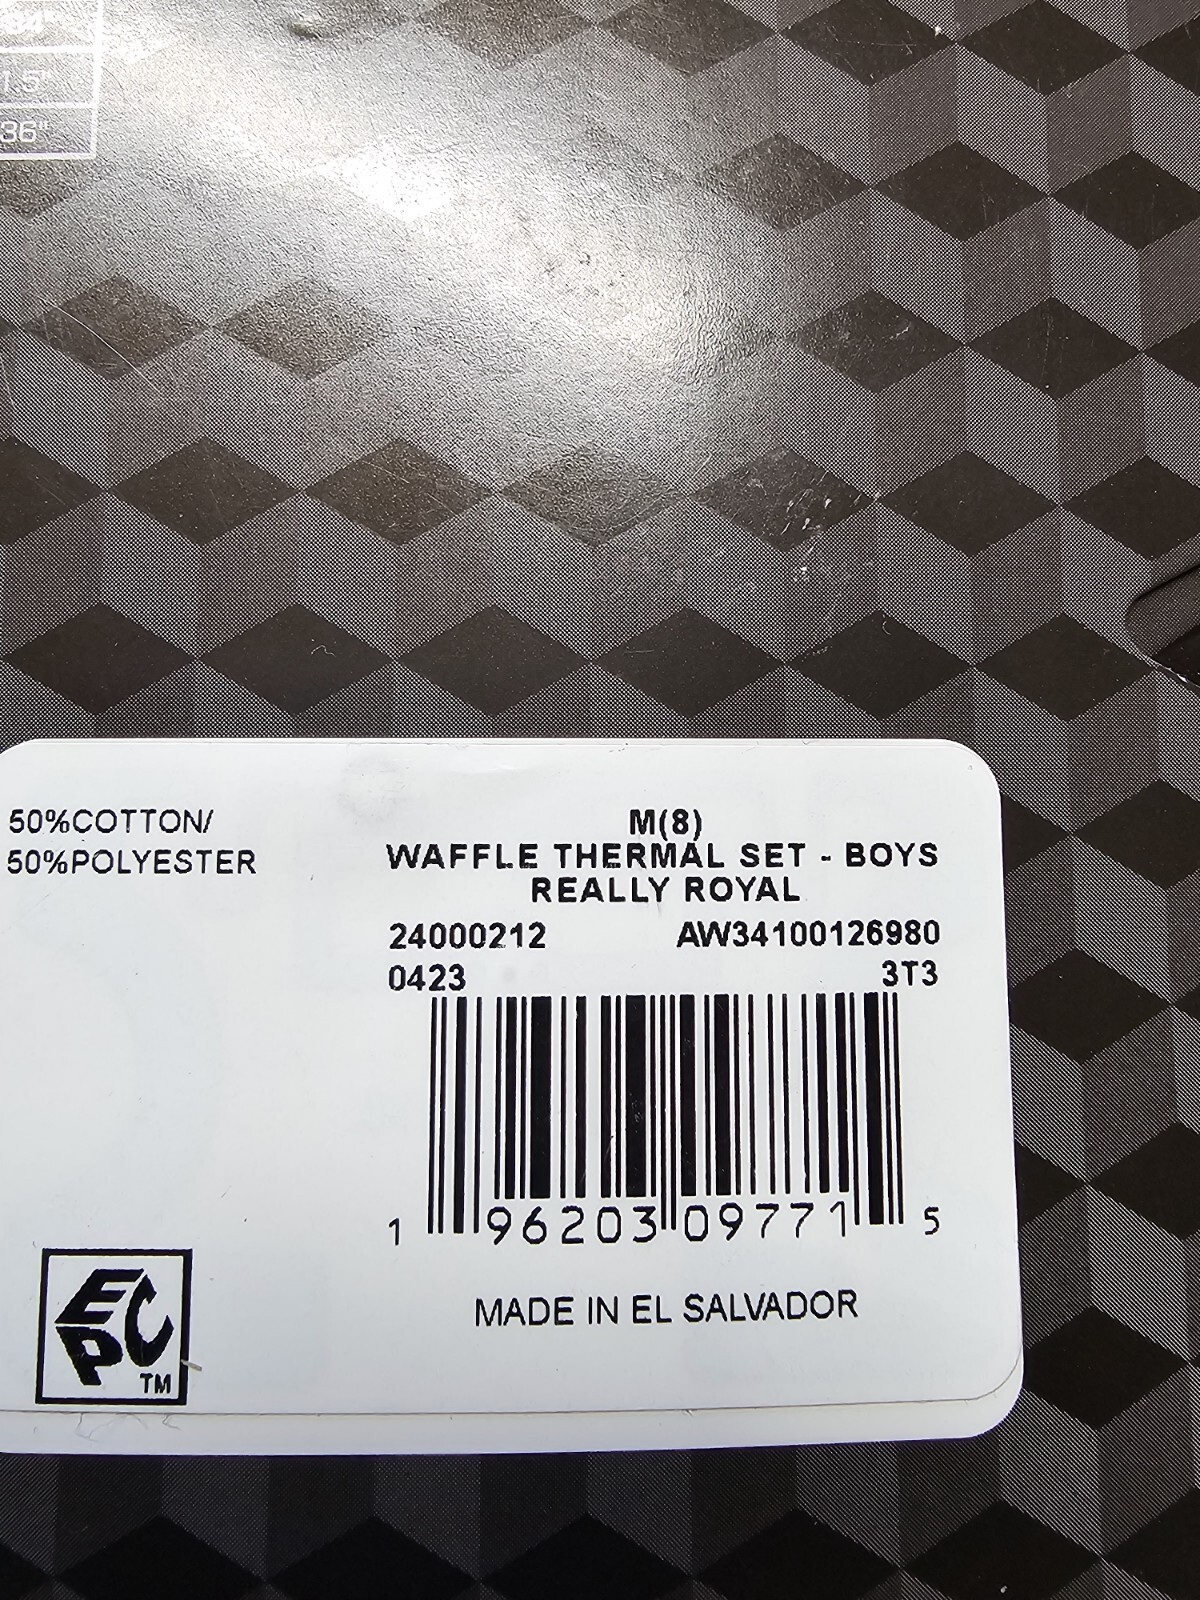 36"
50%COTTON/
50%POLYESTER
M(8)
WAFFLE THERMAL SET - BOYS
REALLY ROYAL
24000212 AW34100126980
0423 3T3
1 96203 09771 5
MADE IN EL SALVADOR
EPC
TM